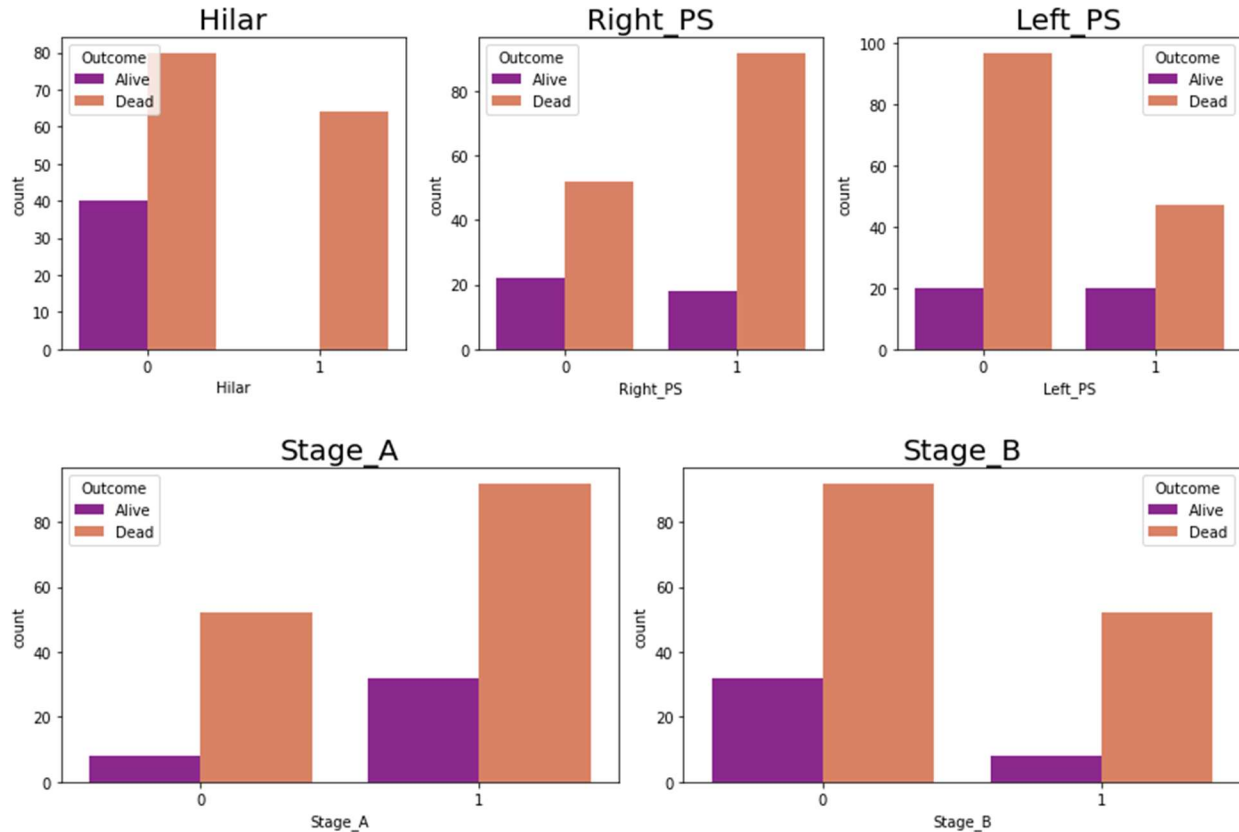 Hilar
80
70
60
50
40
30
20
10
0
count
Outcome
Alive
Dead
0
1
Hilar
Right_PS
80
60
40
20
0
count
Outcome
Alive
Dead
0
1
Right_PS
Left_PS
100
80
60
40
20
0
count
Outcome
Alive
Dead
0
1
Left_PS
Stage_A
80
60
40
20
0
count
Outcome
Alive
Dead
0
1
Stage_A
Stage_B
80
60
40
20
0
count
Outcome
Alive
Dead
0
1
Stage_B